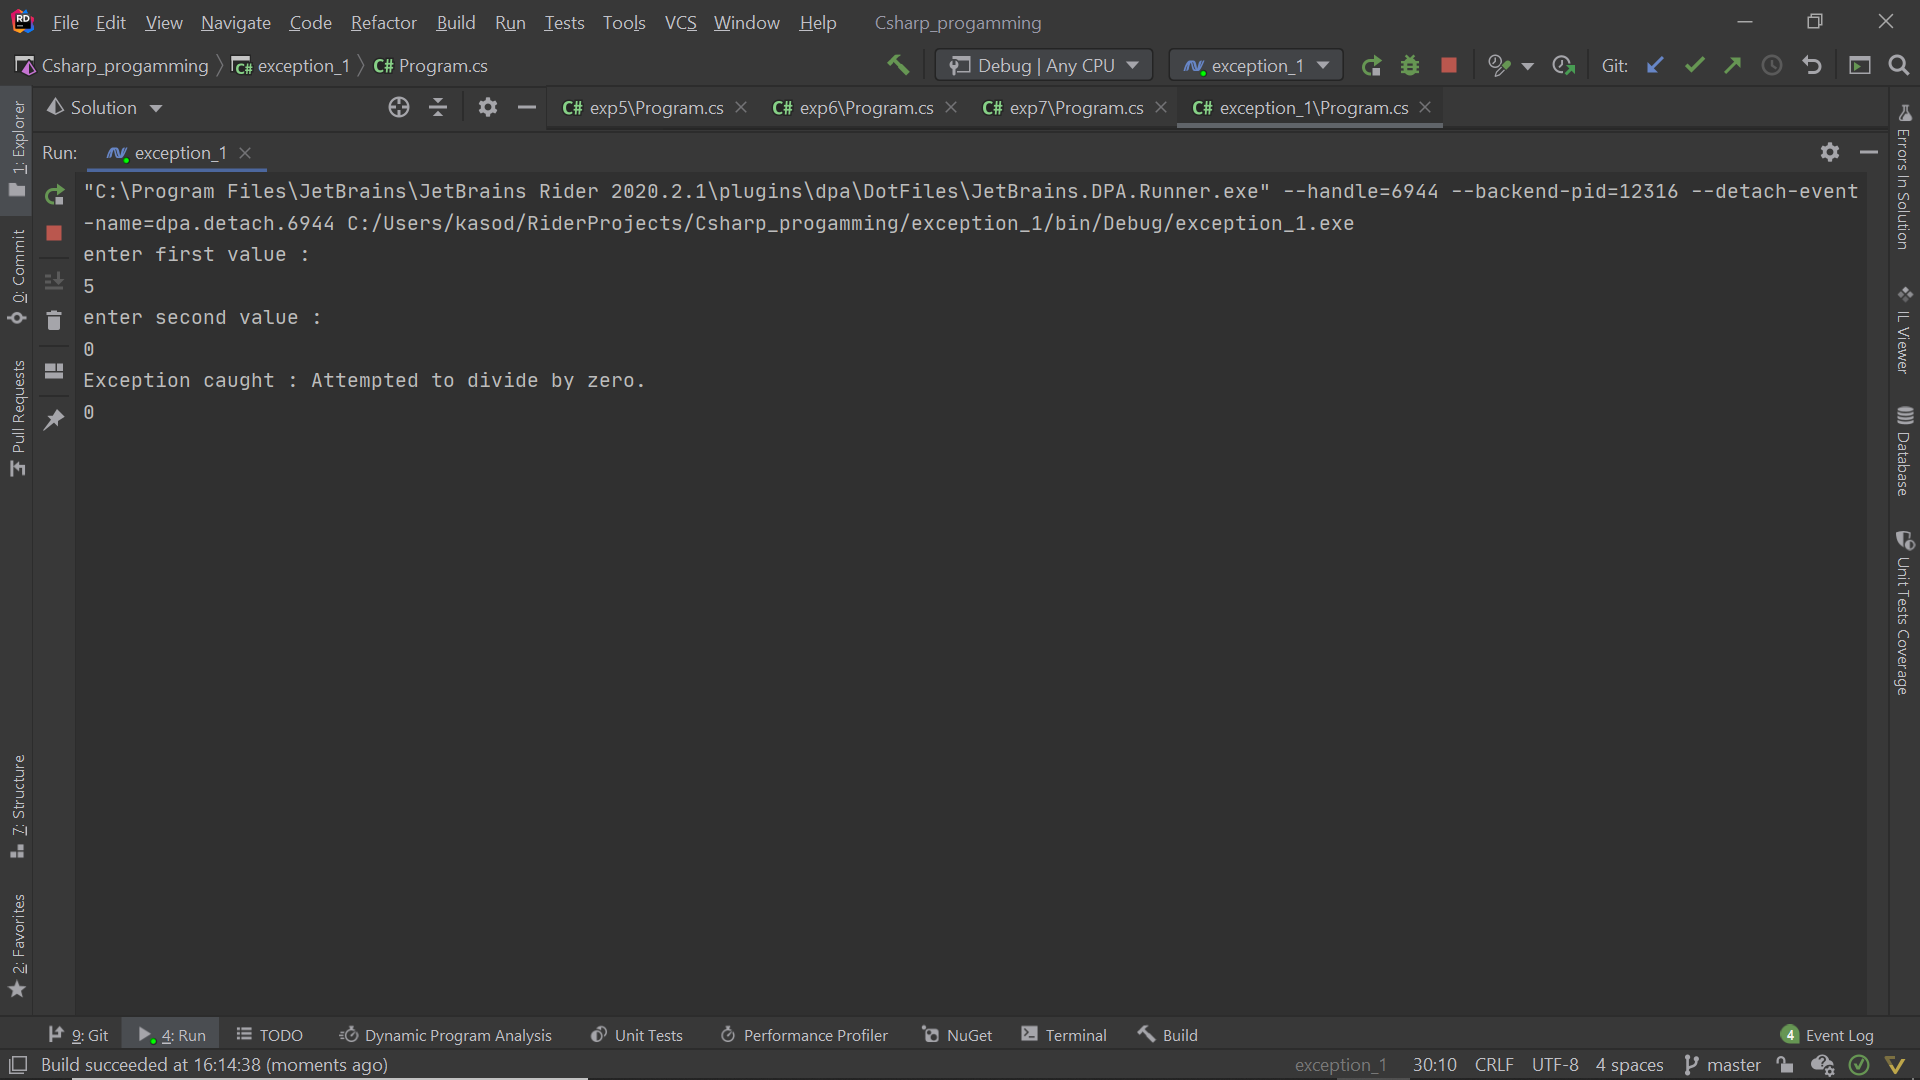 File Edit View Navigate Code Refactor Build Run Tests Tools VCS Window Help Csharp_progamming
Csharp_progamming exception_1 C# Program.cs Debug | Any CPU exception_1 Git:
Solution C# exp5\Program.cs C# exp6\Program.cs C# exp7\Program.cs C# exception_1\Program.cs
Run: exception_1
"C:\Program Files\JetBrains\JetBrains Rider 2020.2.1\plugins\dpa\DotFiles\JetBrains.DPA.Runner.exe" --handle=6944 --backend-pid=12316 --detach-event
-name=dpa.detach.6944 C:/Users/kasod/RiderProjects/Csharp_progamming/exception_1/bin/Debug/exception_1.exe
enter first value :
5
enter second value :
0
Exception caught : Attempted to divide by zero.
0
1: Explorer
0: Commit
Pull Requests
7: Structure
2: Favorites
Errors In Solution
IL Viewer
Database
Unit Tests Coverage
9: Git 4: Run TODO Dynamic Program Analysis Unit Tests Performance Profiler NuGet Terminal Build 4 Event Log
Build succeeded at 16:14:38 (moments ago) exception_1 30:10 CRLF UTF-8 4 spaces master